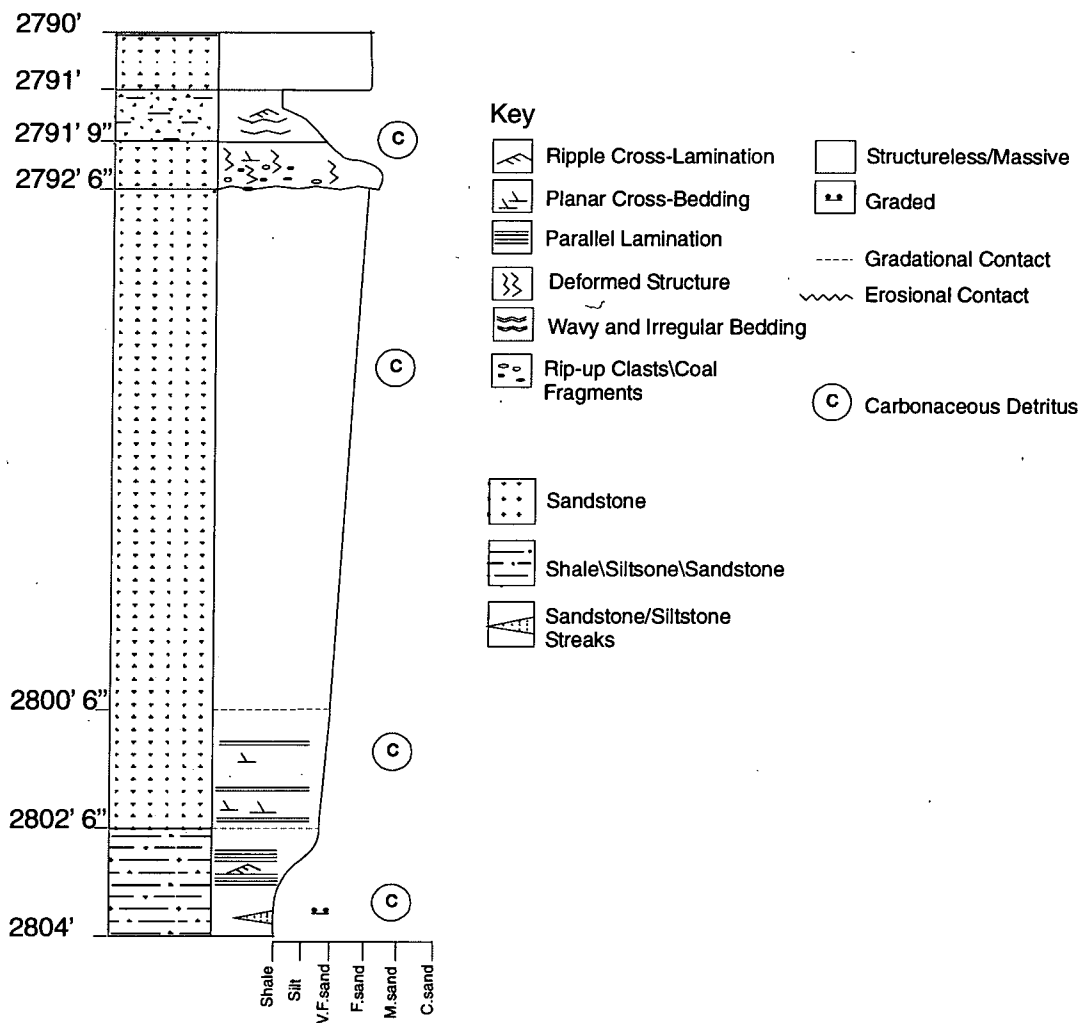 2790'
2791'
2791' 9"
2792' 6"
2800' 6"
2802' 6"
2804'
C
C
C
C
Shale
Silt
V.F.sand
F.sand
M.sand
C.sand
Key
Ripple Cross-Lamination
Planar Cross-Bedding
Parallel Lamination
Deformed Structure
Wavy and Irregular Bedding
Rip-up Clasts\Coal
Fragments
Structureless/Massive
Graded
Gradational Contact
Erosional Contact
C
Carbonaceous Detritus
Sandstone
Shale\Siltsone\Sandstone
Sandstone/Siltstone
Streaks